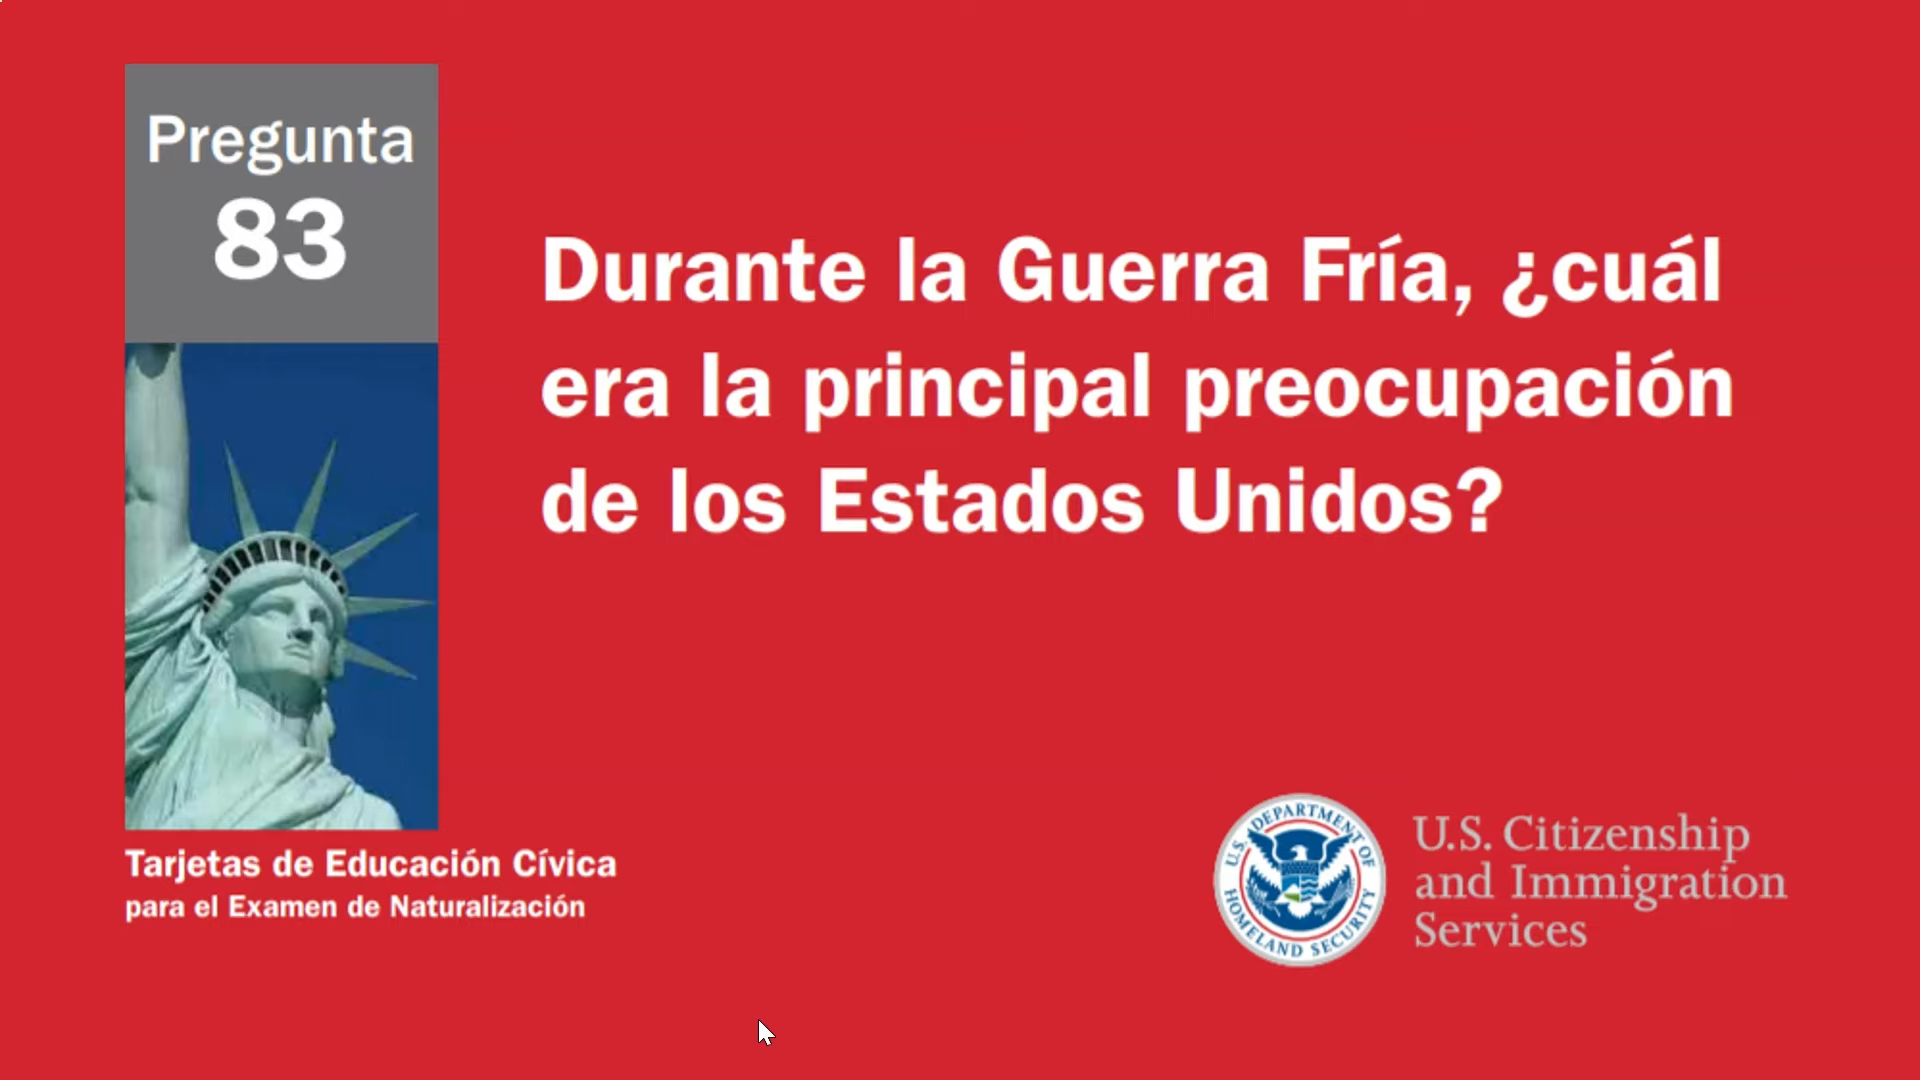 Pregunta
83
Durante la Guerra Fría, ¿cuál
era la principal preocupación
de los Estados Unidos?
Tarjetas de Educación Cívica
para el Examen de Naturalización
U.S. DEPARTMENT OF
HOMELAND SECURITY
U.S. Citizenship
and Immigration
Services